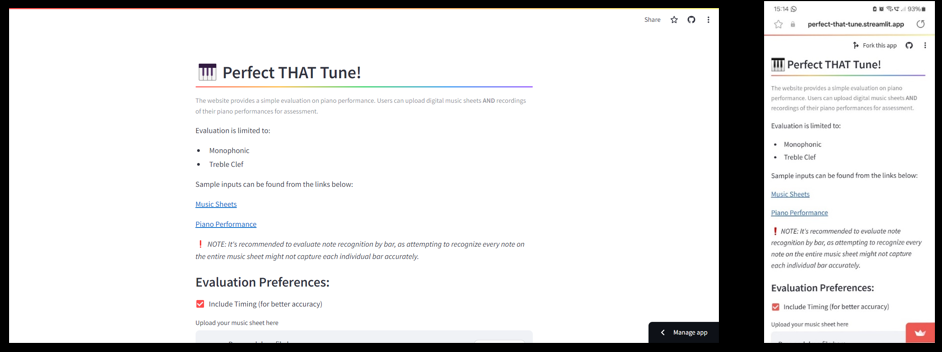 Share
🎹 Perfect THAT Tune!
The website provides a simple evaluation on piano performance. Users can upload digital music sheets AND recordings
of their piano performances for assessment.
Evaluation is limited to:
• Monophonic
• Treble Clef
Sample inputs can be found from the links below:
Music Sheets
Piano Performance
❗ NOTE: It's recommended to evaluate note recognition by bar, as attempting to recognize every note on
the entire music sheet might not capture each individual bar accurately.
Evaluation Preferences:
Include Timing (for better accuracy)
Upload your music sheet here
Manage app
15:14
93%
perfect-that-tune.streamlit.app
Fork this app
🎹 Perfect THAT Tune!
The website provides a simple evaluation on piano
performance. Users can upload digital music sheets AND
recordings of their piano performances for assessment.
Evaluation is limited to:
• Monophonic
• Treble Clef
Sample inputs can be found from the links below:
Music Sheets
Piano Performance
❗ NOTE: It's recommended to evaluate note
recognition by bar, as attempting to recognize every
note on the entire music sheet might not capture
each individual bar accurately.
Evaluation Preferences:
Include Timing (for better accuracy)
Upload your music sheet here